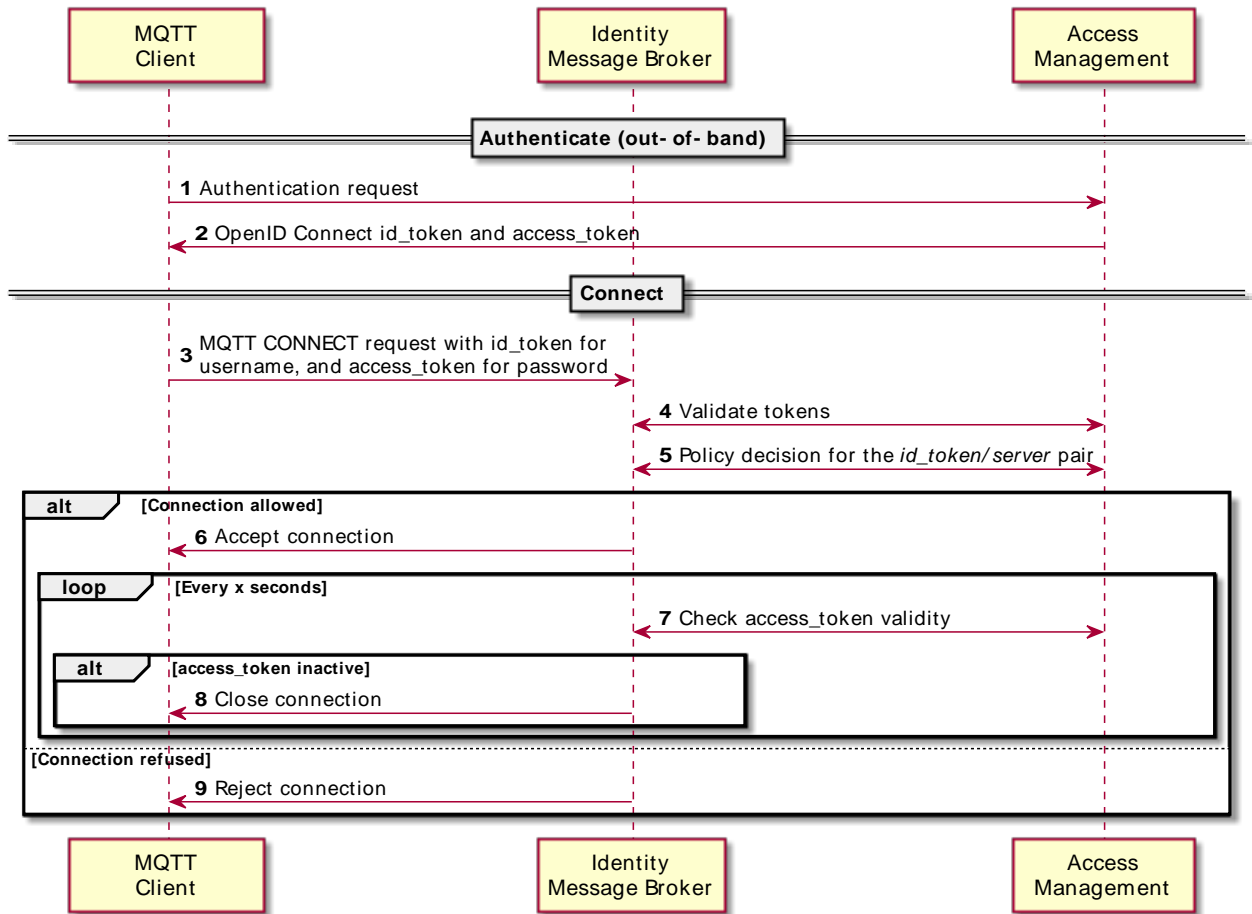 MQTT
Client
Identity
Message Broker
Access
Management
Authenticate (out- of- band)
1 Authentication request
2 OpenID Connect id_token and access_token
Connect
3 MQTT CONNECT request with id_token for
username, and access_token for password
4 Validate tokens
5 Policy decision for the id_token/server pair
alt [Connection allowed]
6 Accept connection
loop [Every x seconds]
7 Check access_token validity
alt [access_token inactive]
8 Close connection
[Connection refused]
9 Reject connection
MQTT
Client
Identity
Message Broker
Access
Management